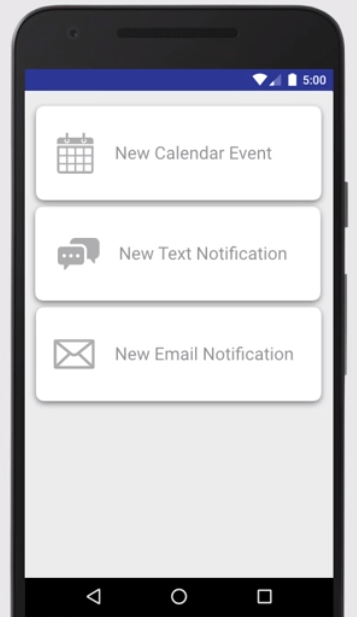 5:00
New Calendar Event
New Text Notification
New Email Notification